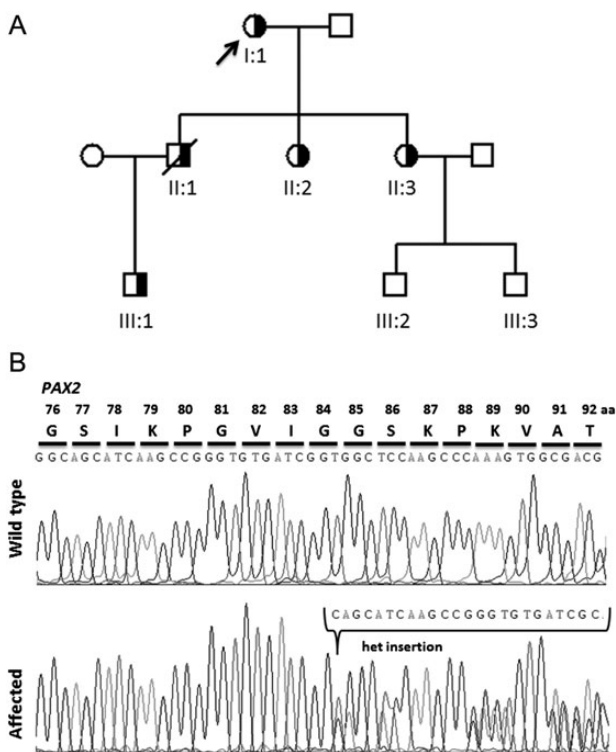 A
I:1
II:1
II:2
II:3
III:1
III:2
III:3
B
PAX2
76 77 78 79 80 81 82 83 84 85 86 87 88 89 90 91 92 aa
G S I K P G V I G G S K P K V A T
GGCAGCATCAAGCCGGGTGTGATCGGTGGCTCCAAGCCCAAAGTGGCGACG
Wild type
CAGCATCAAGCCGGGTGTGATCGC.
het insertion
Affected